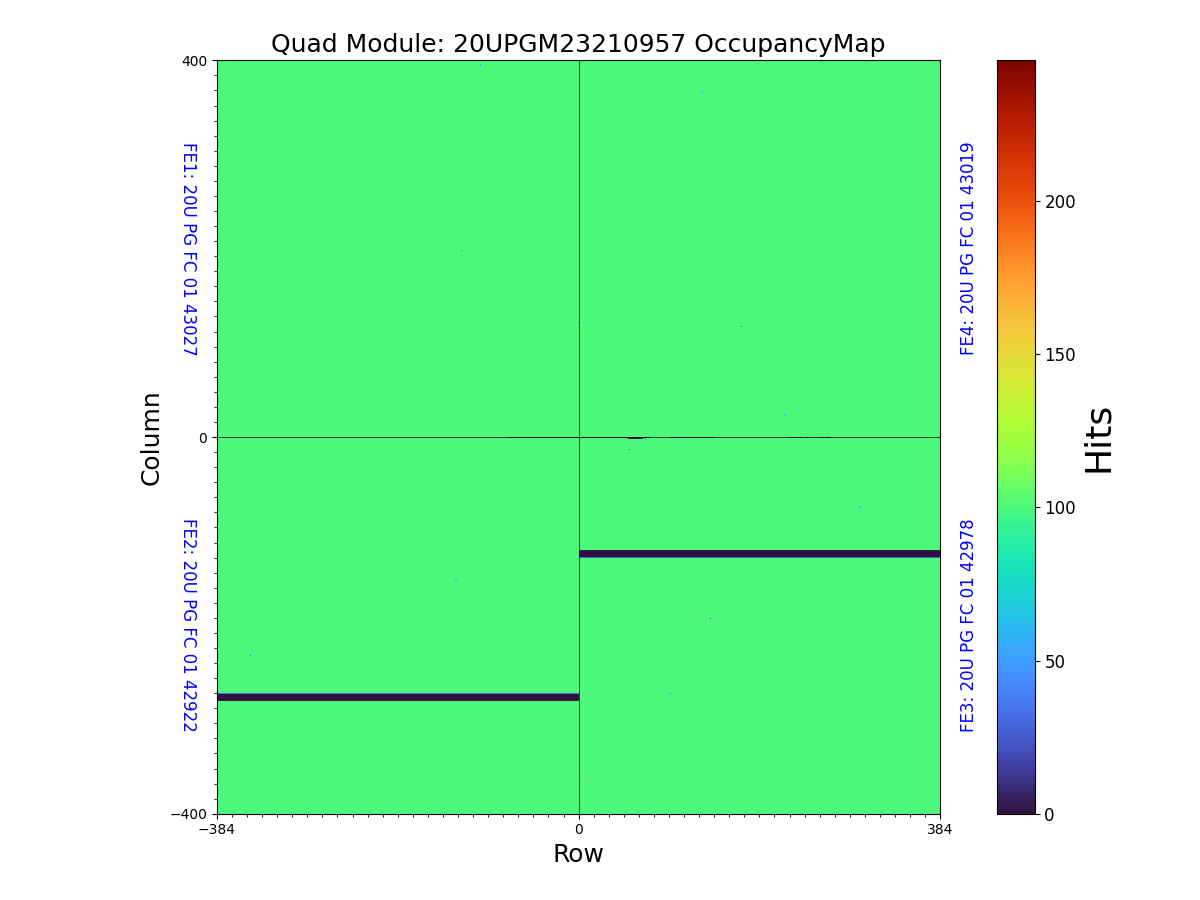 Quad Module: 20UPGM23210957 OccupancyMap
400
0
−400
−384
0
384
Row
Column
FE1: 20U PG FC 01 43027
FE2: 20U PG FC 01 42922
FE4: 20U PG FC 01 43019
FE3: 20U PG FC 01 42978
200
150
100
50
0
Hits